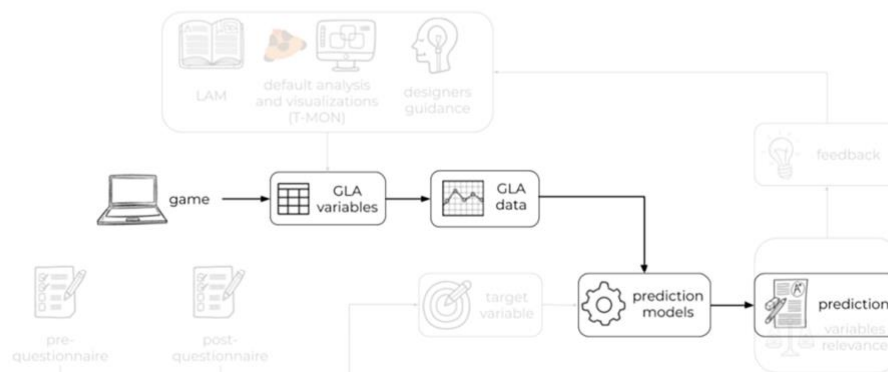 LAM
default analysis
and visualizations
(T-MON)
designers
guidance
feedback
game
GLA
variables
GLA
data
target
variable
prediction
models
prediction
variables
relevance
pre-
questionnaire
post-
questionnaire